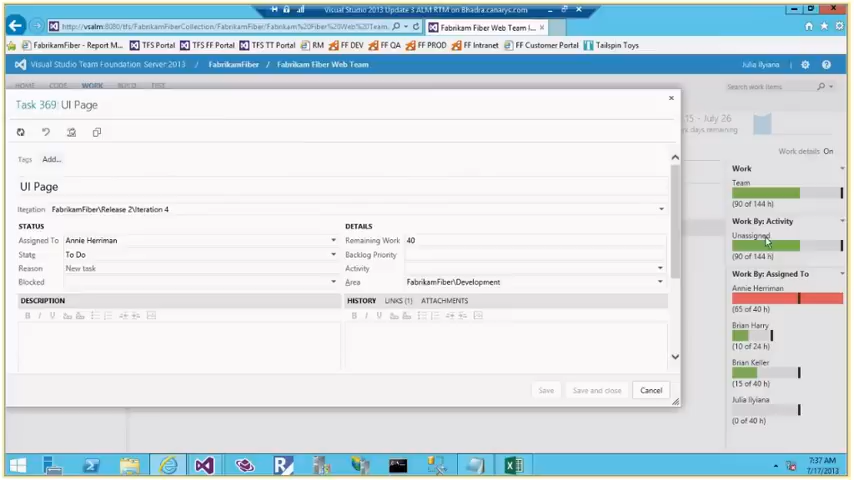 Visual Studio 2013 Update 3 ALM RTM on Bhadra.canarys.com
http://vsalm:8080/tfs/FabrikamFiberCollection/FabrikamFiber/Fabrikam%20Fiber%20Web%20Team
Fabrikam Fiber Web Team I...
FabrikamFiber - Report M...
TFS Portal
TFS FF Portal
TFS TT Portal
RM
FF DEV
FF QA
FF PROD
FF Intranet
FF Customer Portal
Tailspin Toys
Visual Studio Team Foundation Server 2013
FabrikamFiber
/
Fabrikam Fiber Web Team
Julia Ilyiana
HOME
CODE
WORK
BUILD
TEST
Search work items
Task 369: UI Page
15 - July 26
days remaining
Work details On
Tags
Add...
UI Page
Iteration FabrikamFiber\Release 2\Iteration 4
STATUS
Assigned To Annie Herriman
State To Do
Reason New task
Blocked
DETAILS
Remaining Work 40
Backlog Priority
Activity
Area FabrikamFiber\Development
DESCRIPTION
HISTORY
LINKS (1)
ATTACHMENTS
B I U
B I U
Save
Save and close
Cancel
Work
Team
(90 of 144 h)
Work By: Activity
Unassigned
(90 of 144 h)
Work By: Assigned To
Annie Herriman
(65 of 40 h)
Brian Harry
(10 of 24 h)
Brian Keller
(15 of 40 h)
Julia Ilyiana
(0 of 40 h)
7:37 AM
7/17/2013